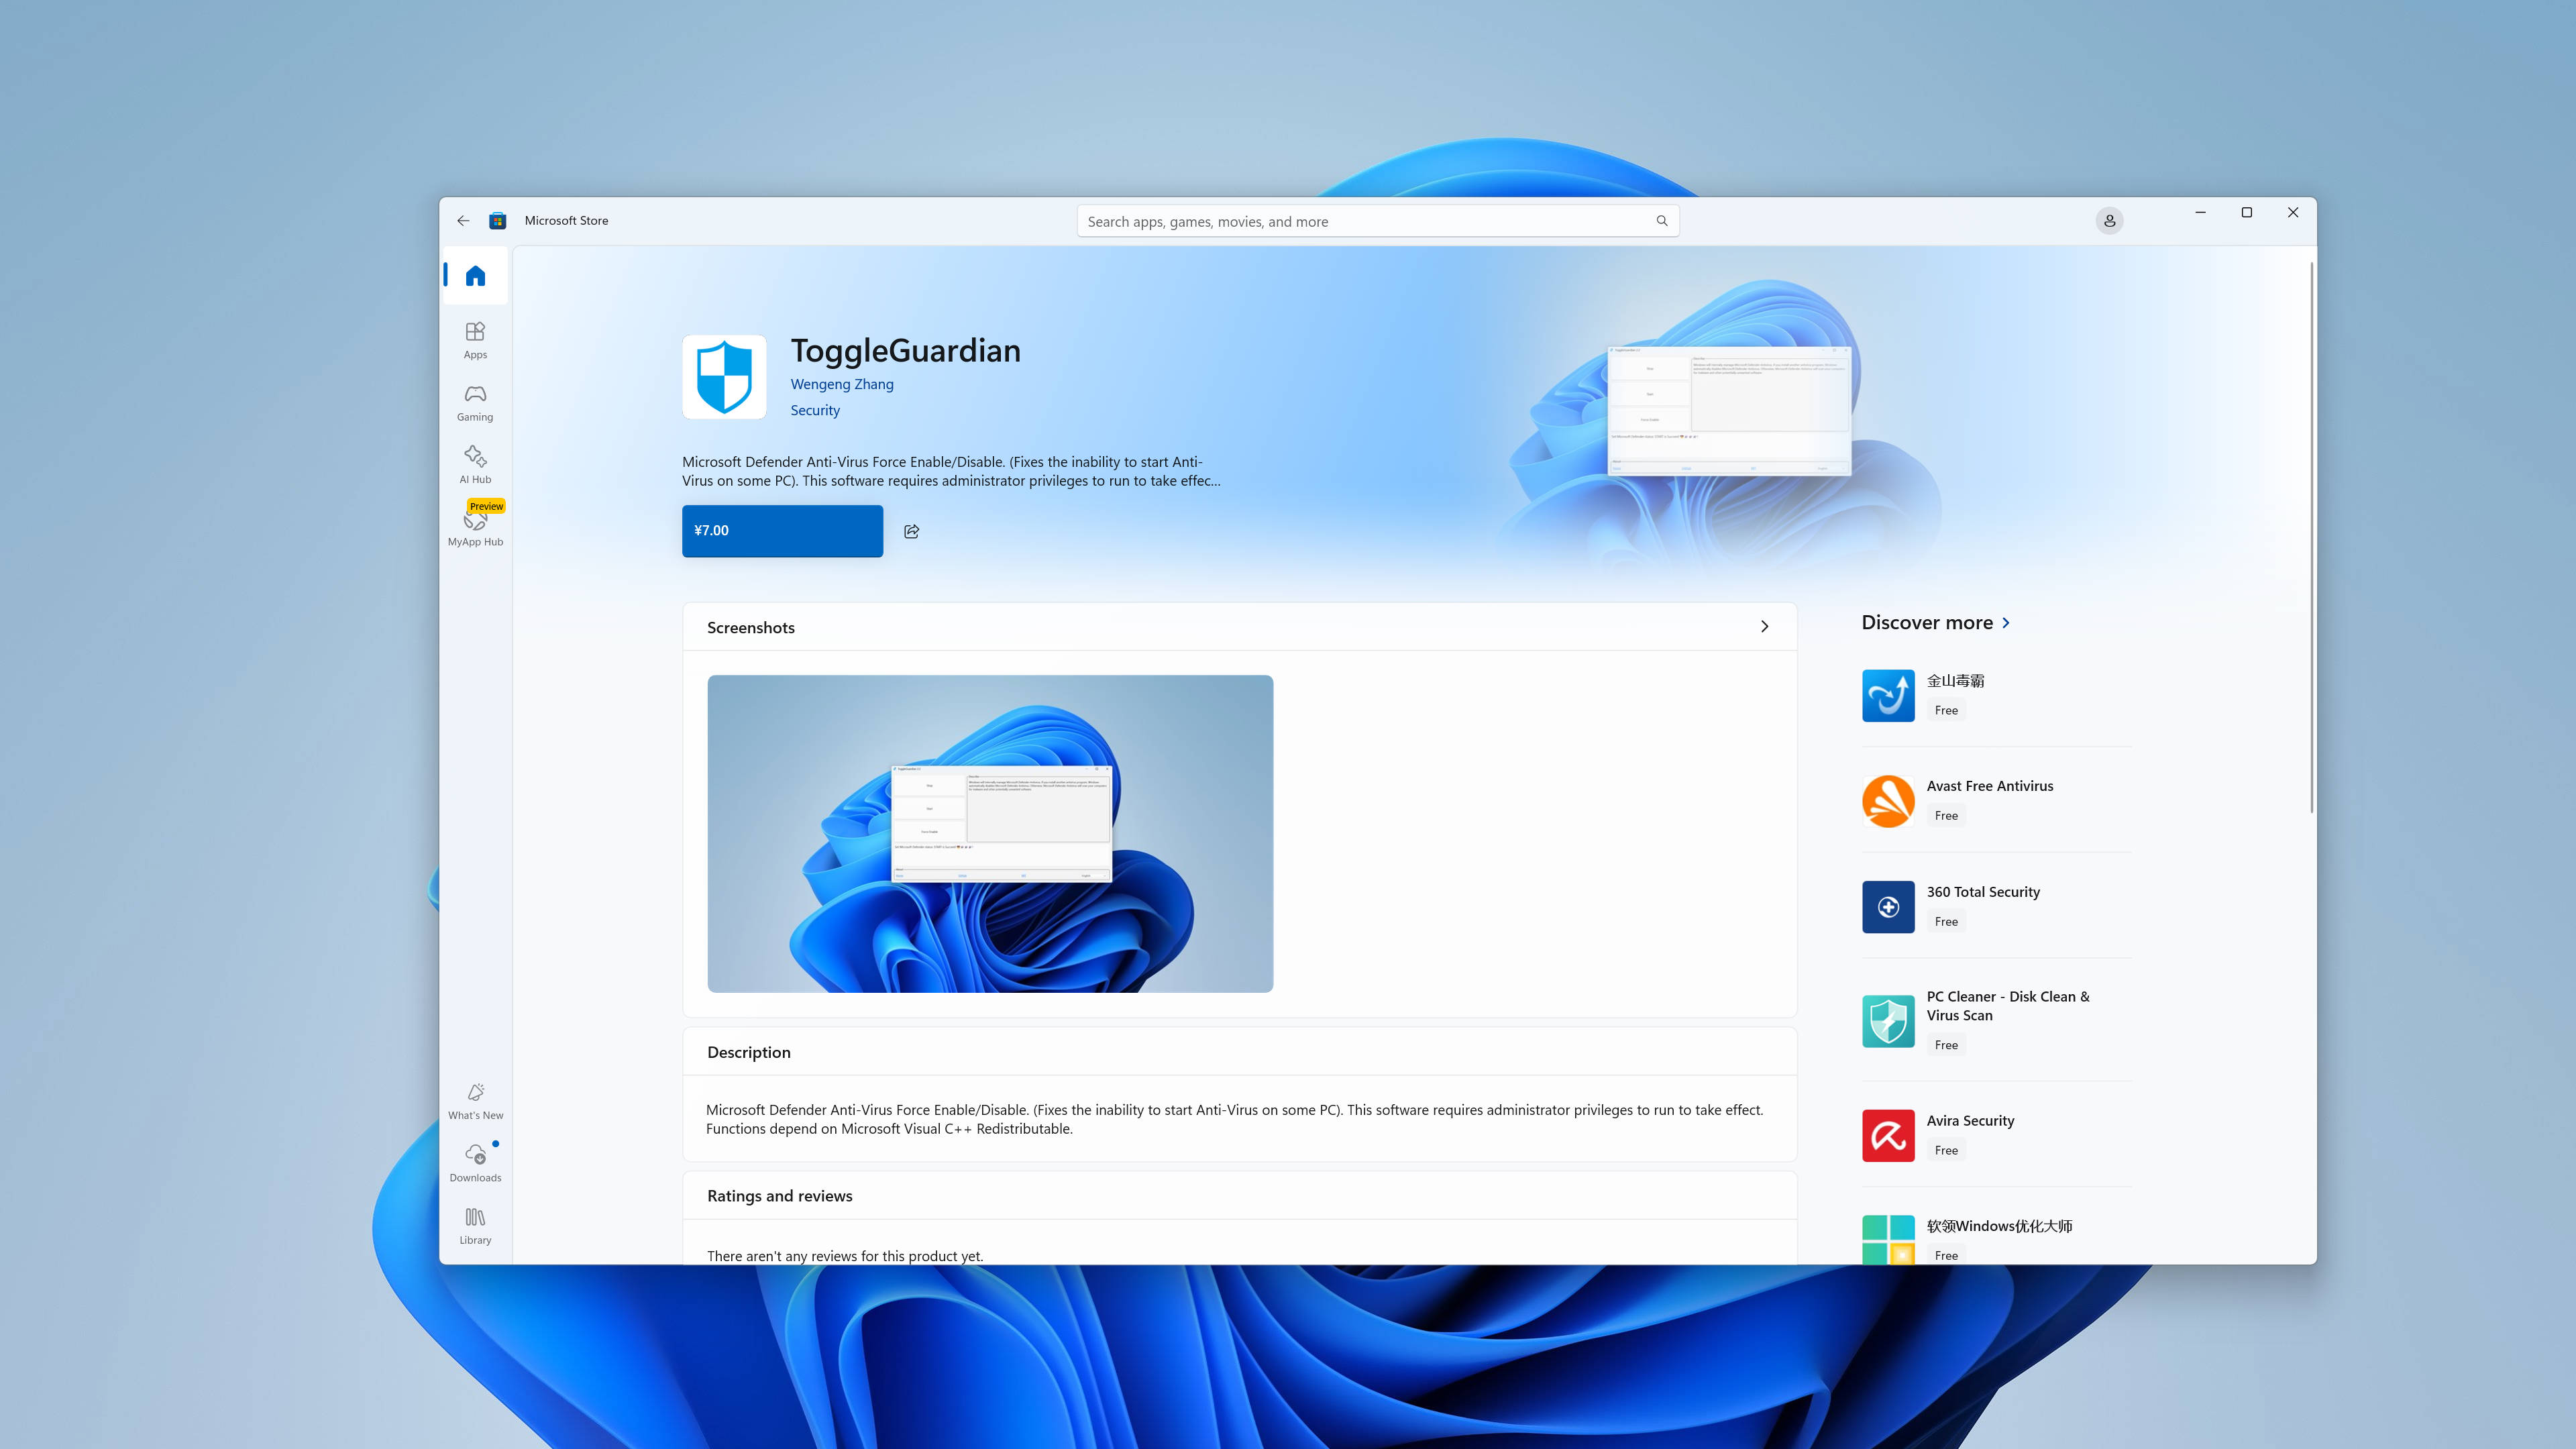 Microsoft Store
Search apps, games, movies, and more
Apps
Gaming
AI Hub
Preview
MyApp Hub
What's New
Downloads
Library
ToggleGuardian
Wengeng Zhang
Security
Microsoft Defender Anti-Virus Force Enable/Disable. (Fixes the inability to start Anti-
Virus on some PC). This software requires administrator privileges to run to take effec...
¥7.00
Screenshots
Description
Microsoft Defender Anti-Virus Force Enable/Disable. (Fixes the inability to start Anti-Virus on some PC). This software requires administrator privileges to run to take effect.
Functions depend on Microsoft Visual C++ Redistributable.
Ratings and reviews
There aren't any reviews for this product yet.
Discover more
金山毒霸
Free
Avast Free Antivirus
Free
360 Total Security
Free
PC Cleaner - Disk Clean &
Virus Scan
Free
Avira Security
Free
软领Windows优化大师
Free